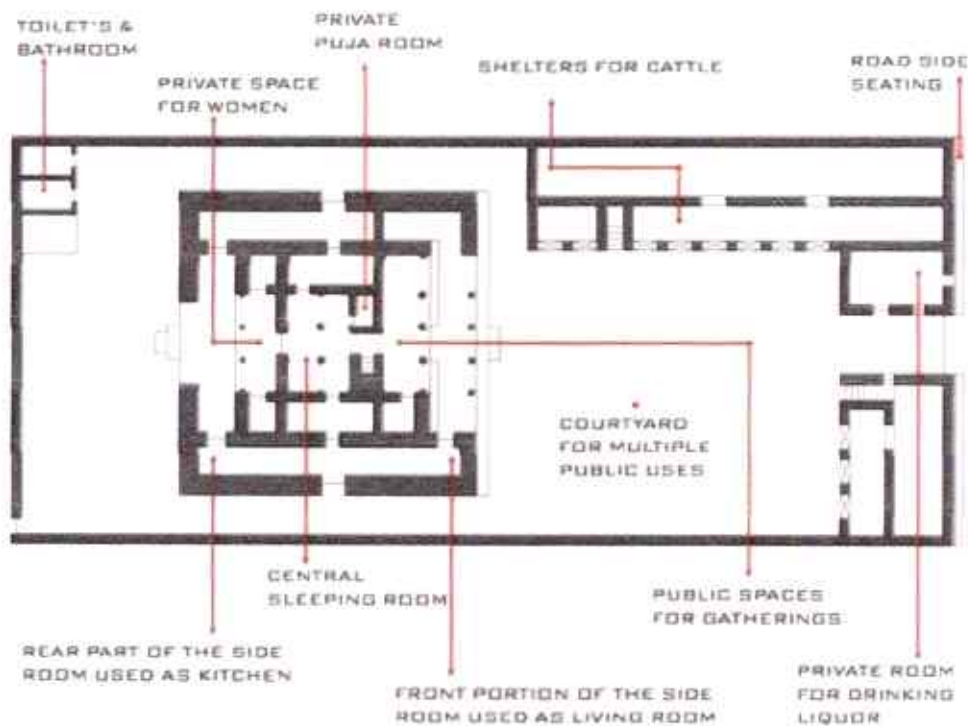 TOILET'S &
BATHROOM
PRIVATE
PUJA ROOM
PRIVATE SPACE
FOR WOMEN
SHELTERS FOR CATTLE
ROAD SIDE
SEATING
COURTYARD
FOR MULTIPLE
PUBLIC USES
CENTRAL
SLEEPING ROOM
PUBLIC SPACES
FOR GATHERINGS
REAR PART OF THE SIDE
ROOM USED AS KITCHEN
FRONT PORTION OF THE SIDE
ROOM USED AS LIVING ROOM
PRIVATE ROOM
FOR DRINKING
LIQUOR